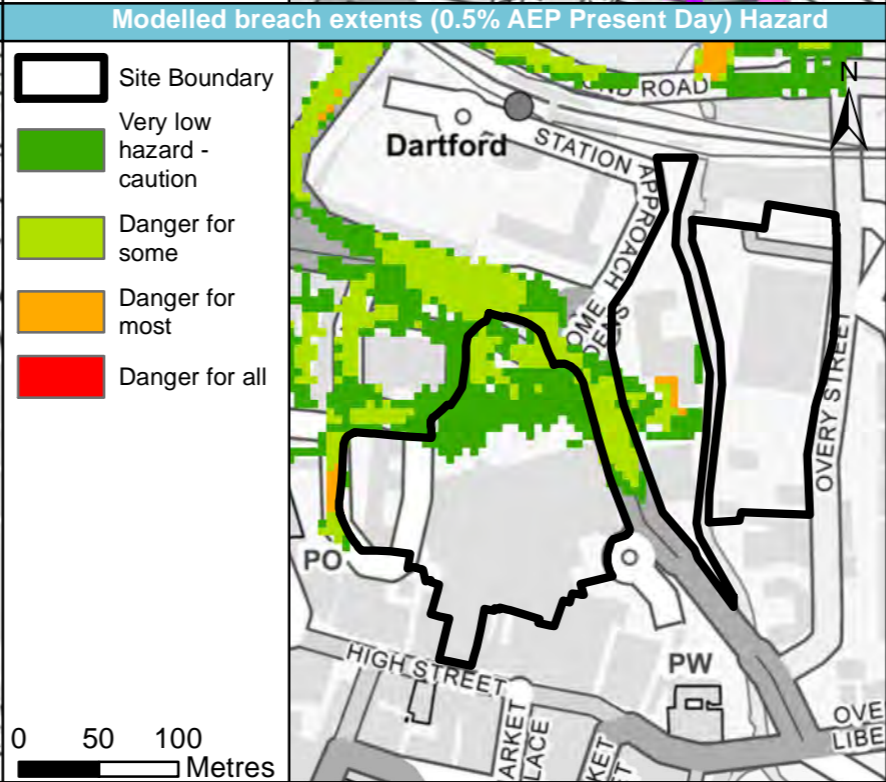 Modelled breach extents (0.5% AEP Present Day) Hazard
Site Boundary
Very low
hazard -
caution
Danger for
some
Danger for
most
Danger for all
0 50 100
Metres
N
ROAD
Dartford
STATION APPROACH
OVERY STREET
PO
HIGH STREET
PW